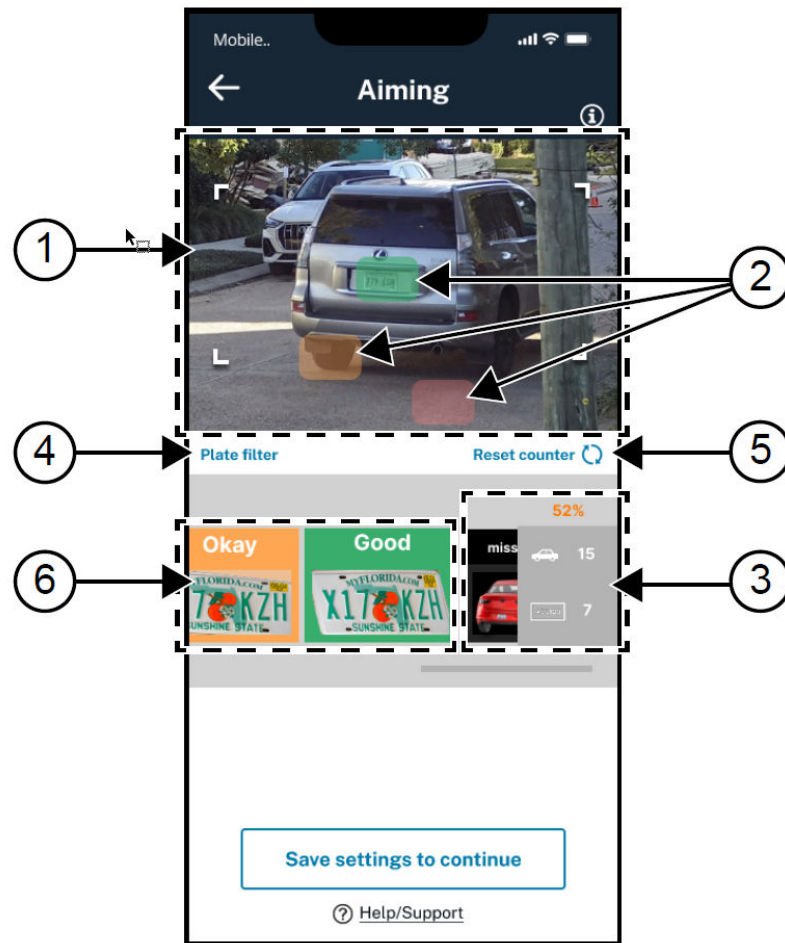 Mobile..
Aiming
1
2
4
Plate filter
Reset counter
5
52%
6
Okay
Good
miss
15
3
MYFLORIDA.COM
7 KZH
SUNSHINE STATE
MYFLORIDA.COM
X17 KZH
SUNSHINE STATE
7
Save settings to continue
Help/Support